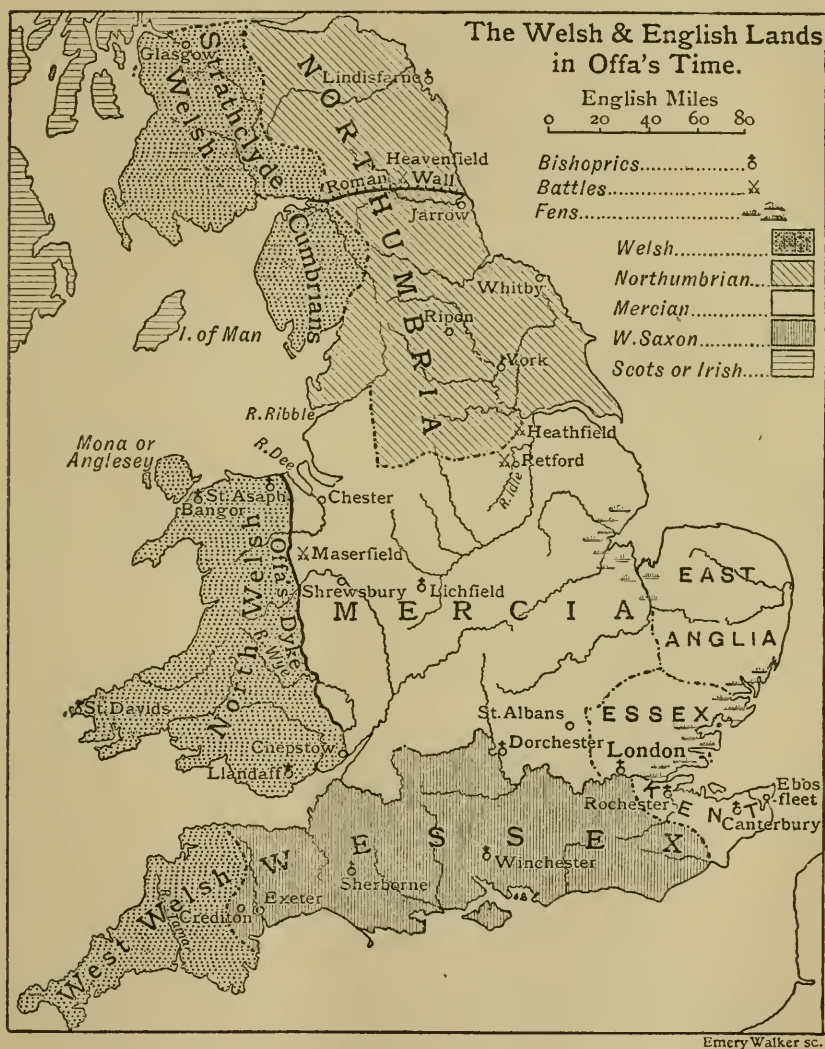 The Welsh & English Lands
in Offa's Time.
English Miles
0 20 40 60 80
Bishoprics
Battles
Fens
Welsh
Northumbrian
Mercian
W. Saxon
Scots or Irish
Glasgow
Strathclyde
Welsh
Lindisfarne
NORTHUMBRIA
Heavenfield
Roman Wall
Jarrow
Cumbrians
Whitby
I. of Man
Ripon
York
R. Ribble
Heathfield
Mona or
Anglesey
R. Dee
Retford
R. Idle
St. Asaph
Bangor
Chester
Offa's Dyke
Maserfield
Shrewsbury
Lichfield
MERCIA
EAST
ANGLIA
North Welsh
R. Wye
St. Davids
St. Albans
ESSEX
Chepstow
Dorchester
London
Llandaff
Rochester
KENT
Ebbs
fleet
Canterbury
WESSEX
Winchester
Sherborne
West Welsh
R. Tamar
Crediton
Exeter
Emery Walker sc.